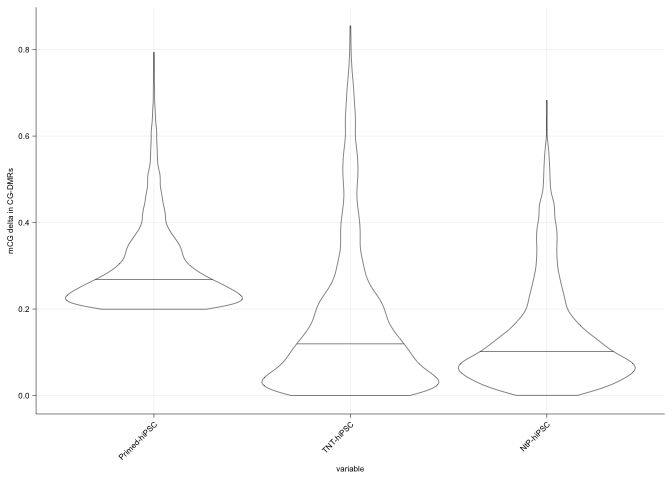 mCG delta in CG-DMRs
0.8
0.6
0.4
0.2
0.0
Primed-hiPSC
TNT-hiPSC
NtP-hiPSC
variable